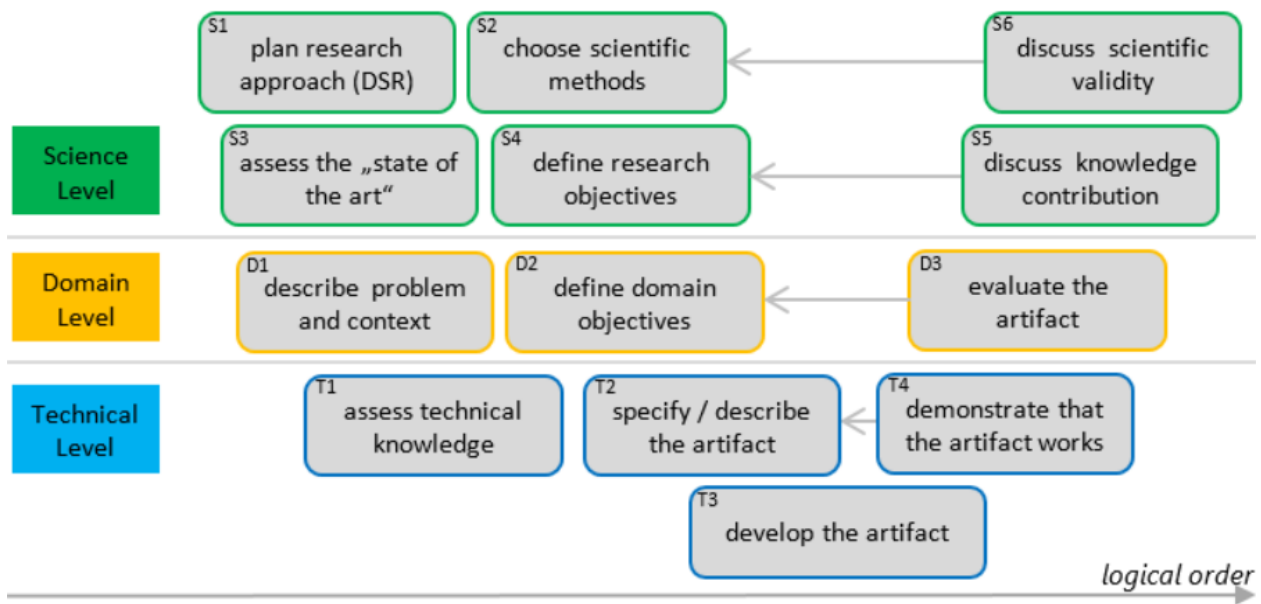 S1
plan research
approach (DSR)
S2
choose scientific
methods
S6
discuss scientific
validity
Science
Level
S3
assess the „state of
the art“
S4
define research
objectives
S5
discuss knowledge
contribution
Domain
Level
D1
describe problem
and context
D2
define domain
objectives
D3
evaluate the
artifact
Technical
Level
T1
assess technical
knowledge
T2
specify / describe
the artifact
T4
demonstrate that
the artifact works
T3
develop the artifact
logical order